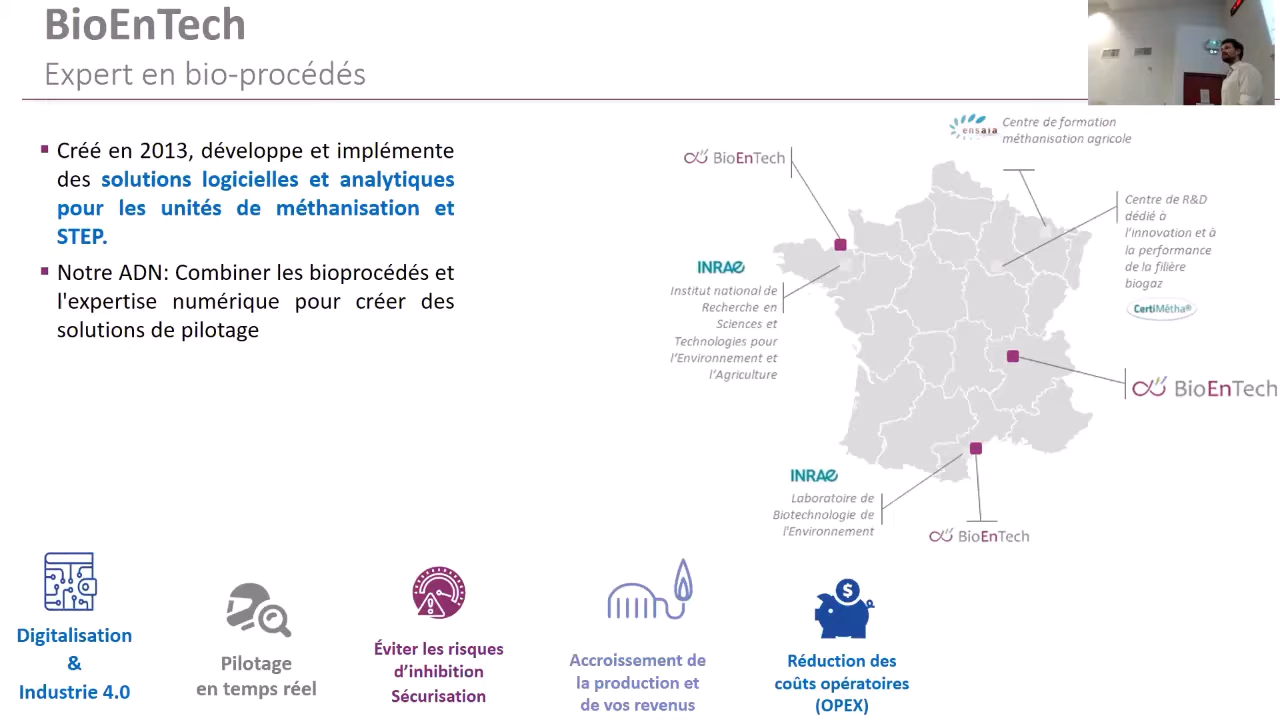 BioEnTech
Expert en bio-procédés
Créé en 2013, développe et implémente
des solutions logicielles et analytiques
pour les unités de méthanisation et
STEP.
Notre ADN: Combiner les bioprocédés et
l'expertise numérique pour créer des
solutions de pilotage
ensaia
Centre de formation
méthanisation agricole
BioEnTech
Centre de R&D
dédié à
l'innovation et à
la performance
de la filière
biogaz
CertiMétha®
INRAE
Institut national de
Recherche en
Sciences et
Technologies pour
l'Environnement et
l'Agriculture
BioEnTech
INRAE
Laboratoire de
Biotechnologie de
l'Environnement
BioEnTech
Digitalisation
&
Industrie 4.0
Pilotage
en temps réel
Éviter les risques
d'inhibition
Sécurisation
Accroissement de
la production et
de vos revenus
$
Réduction des
coûts opératoires
(OPEX)